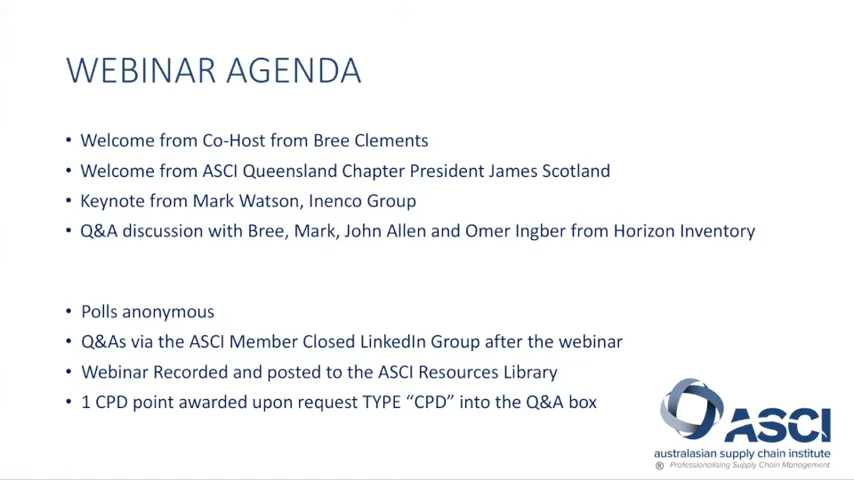 WEBINAR AGENDA
• Welcome from Co-Host from Bree Clements
• Welcome from ASCI Queensland Chapter President James Scotland
• Keynote from Mark Watson, Inenco Group
• Q&A discussion with Bree, Mark, John Allen and Omer Ingber from Horizon Inventory
• Polls anonymous
• Q&As via the ASCI Member Closed LinkedIn Group after the webinar
• Webinar Recorded and posted to the ASCI Resources Library
• 1 CPD point awarded upon request TYPE “CPD” into the Q&A box
ASCI
australasian supply chain institute
® Professionalising Supply Chain Management